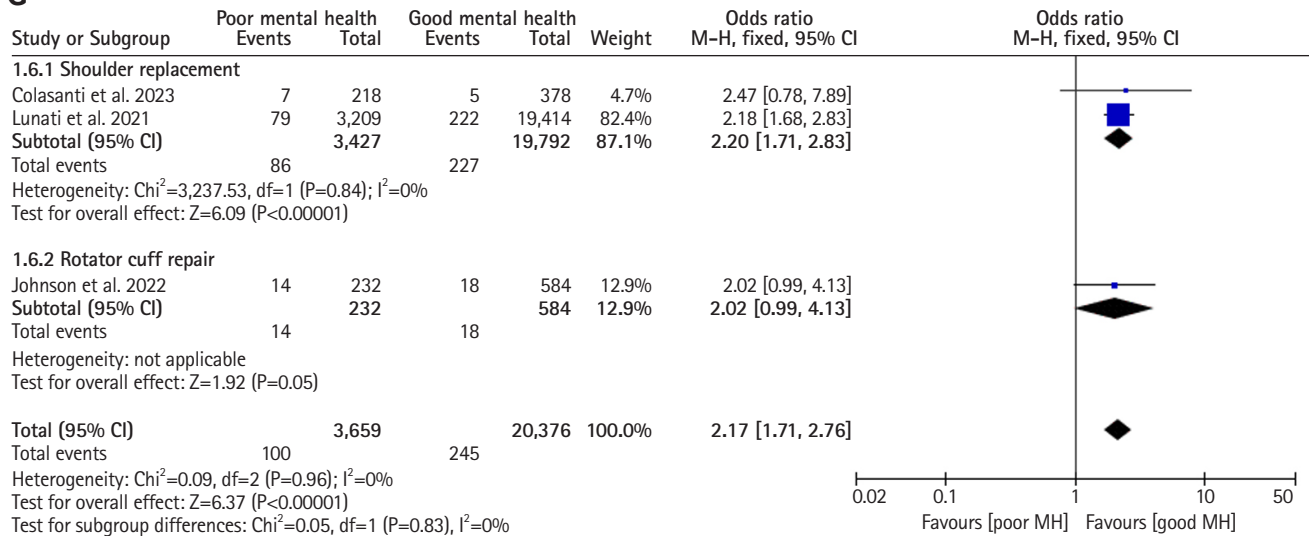 Poor mental health Good mental health Odds ratio Odds ratio
Study or Subgroup Events Total Events Total Weight M-H, fixed, 95% CI M-H, fixed, 95% CI
1.6.1 Shoulder replacement
Colasanti et al. 2023 7 218 5 378 4.7% 2.47 [0.78, 7.89]
Lunati et al. 2021 79 3,209 222 19,414 82.4% 2.18 [1.68, 2.83]
Subtotal (95% CI) 3,427 19,792 87.1% 2.20 [1.71, 2.83]
Total events 86 227
Heterogeneity: Chi²=3,237.53, df=1 (P=0.84); I²=0%
Test for overall effect: Z=6.09 (P<0.00001)
1.6.2 Rotator cuff repair
Johnson et al. 2022 14 232 18 584 12.9% 2.02 [0.99, 4.13]
Subtotal (95% CI) 232 584 12.9% 2.02 [0.99, 4.13]
Total events 14 18
Heterogeneity: not applicable
Test for overall effect: Z=1.92 (P=0.05)
Total (95% CI) 3,659 20,376 100.0% 2.17 [1.71, 2.76]
Total events 100 245
Heterogeneity: Chi²=0.09, df=2 (P=0.96); I²=0%
Test for overall effect: Z=6.37 (P<0.00001)
Test for subgroup differences: Chi²=0.05, df=1 (P=0.83), I²=0%
0.02 0.1 1 10 50
Favours [poor MH] Favours [good MH]